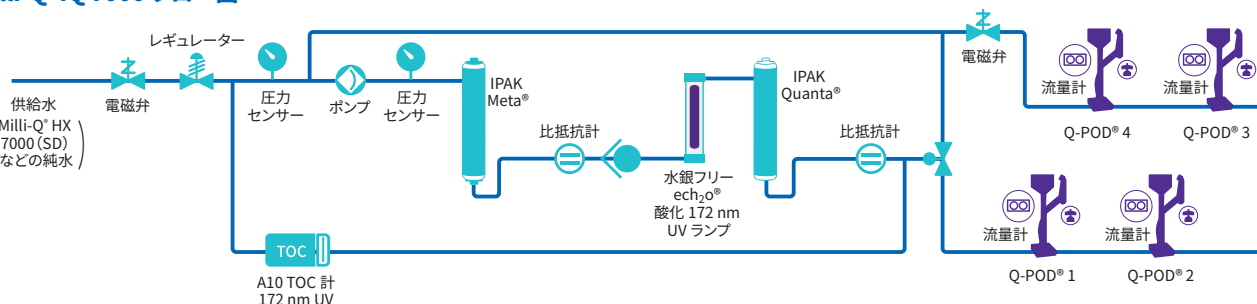 レギュレーター
供給水
Milli-Q® HX
7000(SD)
などの純水
電磁弁
圧力
センサー
ポンプ
圧力
センサー
IPAK
Meta®
比抵抗計
水銀フリー
ech₂o®
酸化 172 nm
UV ランプ
IPAK
Quanta®
比抵抗計
TOC
A10 TOC 計
172 nm UV
電磁弁
流量計
Q-POD® 4
流量計
Q-POD® 3
流量計
Q-POD® 1
流量計
Q-POD® 2